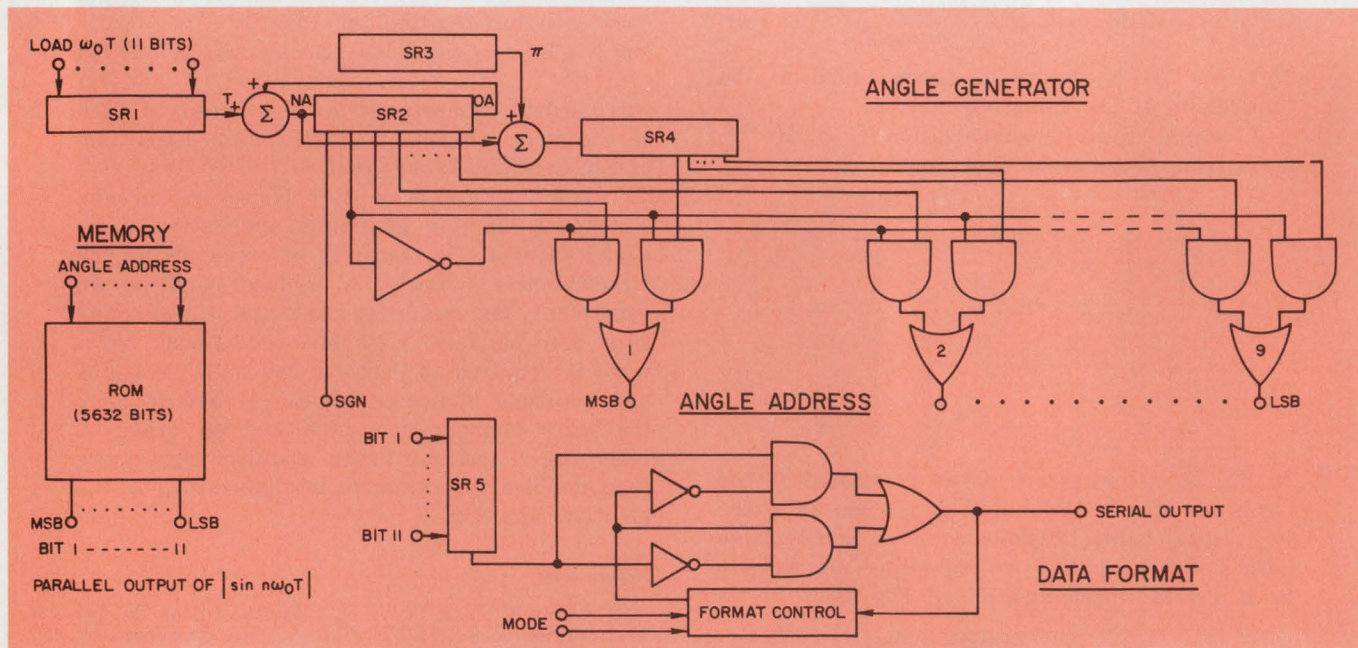 LOAD ω₀T (11 BITS)
SR1
T
+
+
Σ
NA
SR2
OA
SR3
π
+
-
Σ
SR4
ANGLE GENERATOR
MEMORY
ANGLE ADDRESS
ROM
(5632 BITS)
MSB
LSB
BIT 1 - - - - - - - 11
PARALLEL OUTPUT OF |sin nω₀T|
SGN
1
2
9
MSB
LSB
ANGLE ADDRESS
BIT 1
SR5
BIT 11
SERIAL OUTPUT
DATA FORMAT
MODE
FORMAT CONTROL